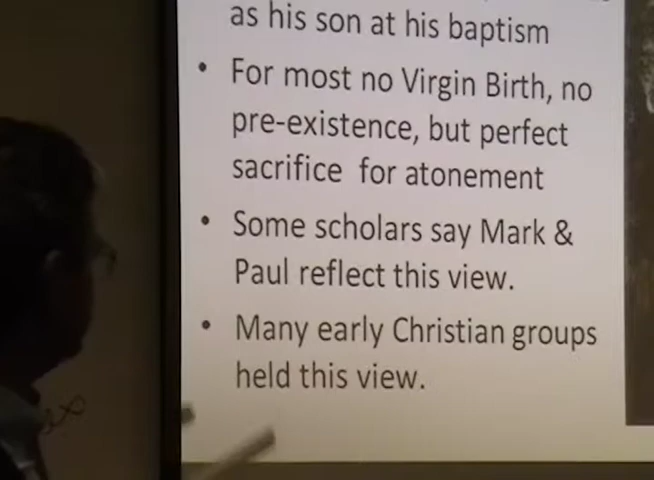 as his son at his baptism
• For most no Virgin Birth, no
pre-existence, but perfect
sacrifice for atonement
• Some scholars say Mark &
Paul reflect this view.
• Many early Christian groups
held this view.